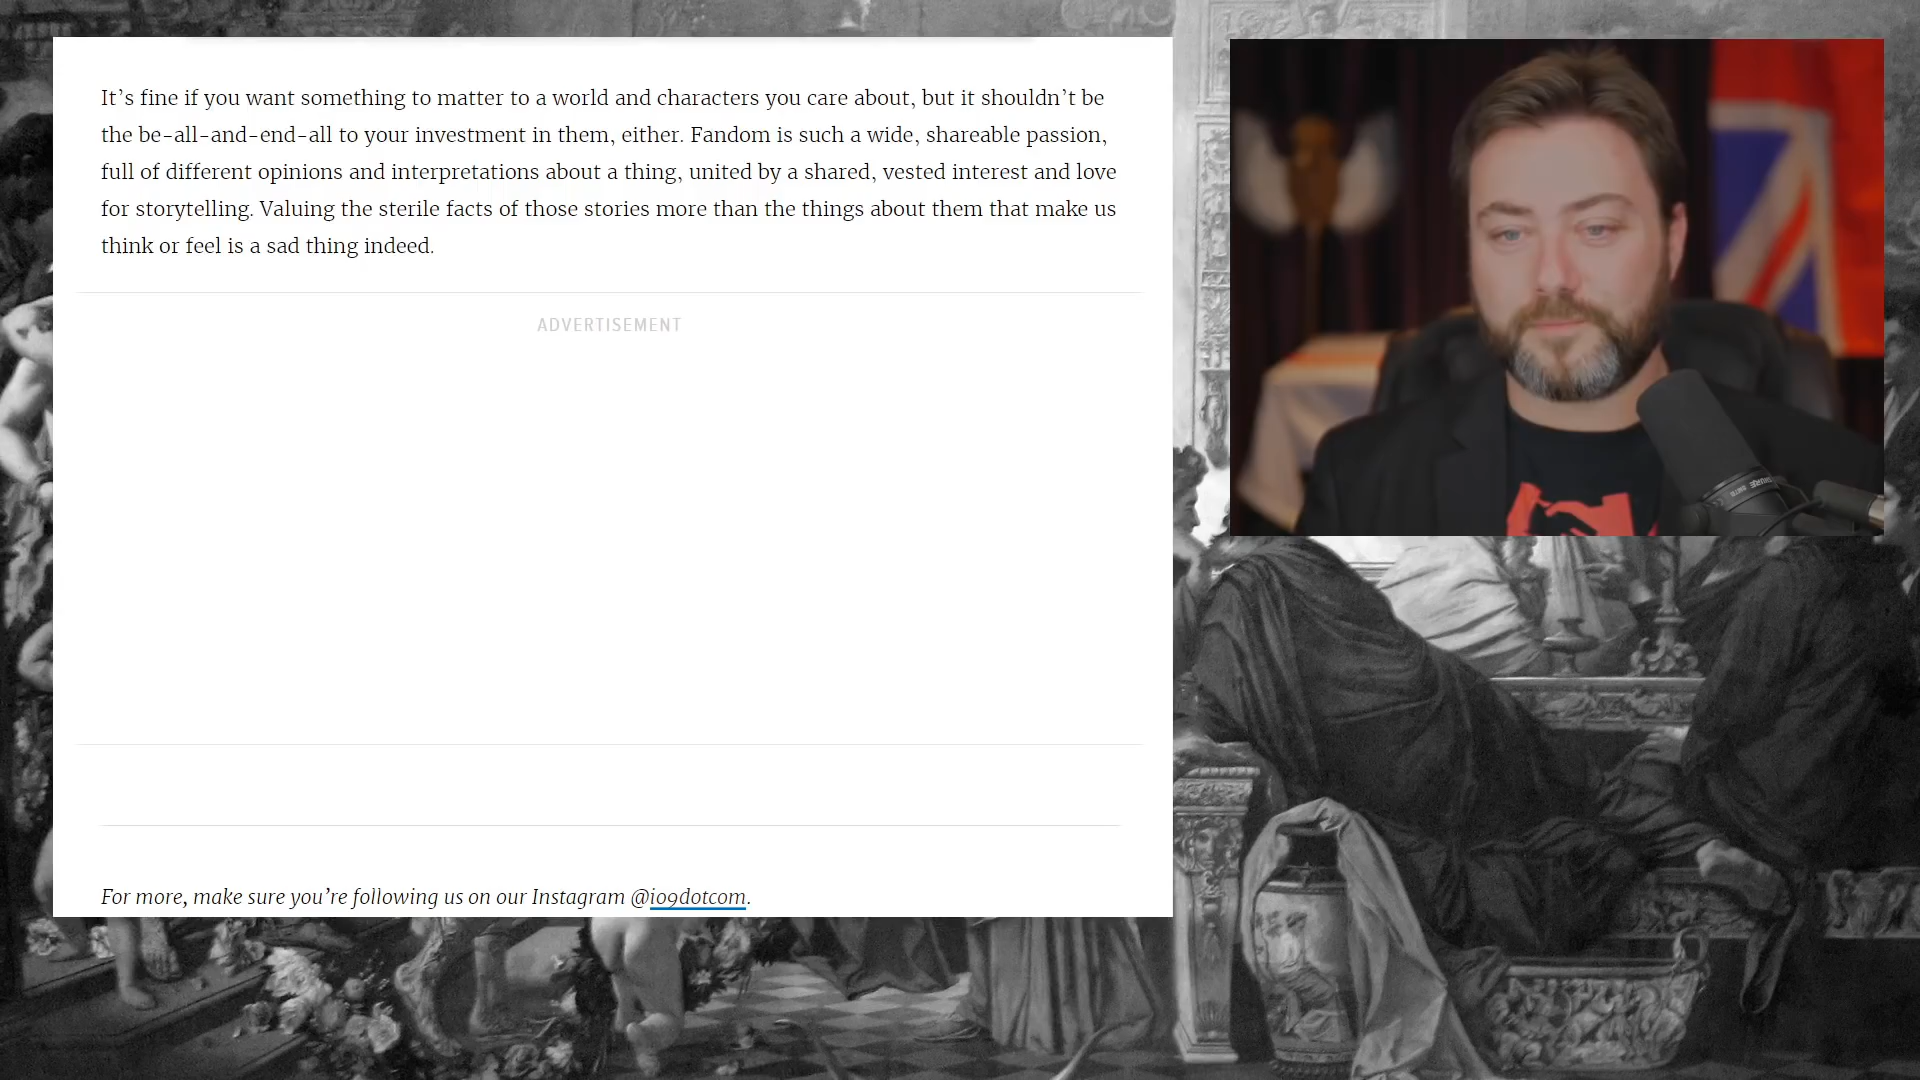 It’s fine if you want something to matter to a world and characters you care about, but it shouldn’t be
the be-all-and-end-all to your investment in them, either. Fandom is such a wide, shareable passion,
full of different opinions and interpretations about a thing, united by a shared, vested interest and love
for storytelling. Valuing the sterile facts of those stories more than the things about them that make us
think or feel is a sad thing indeed.
ADVERTISEMENT
For more, make sure you’re following us on our Instagram @io9dotcom.
SHURE